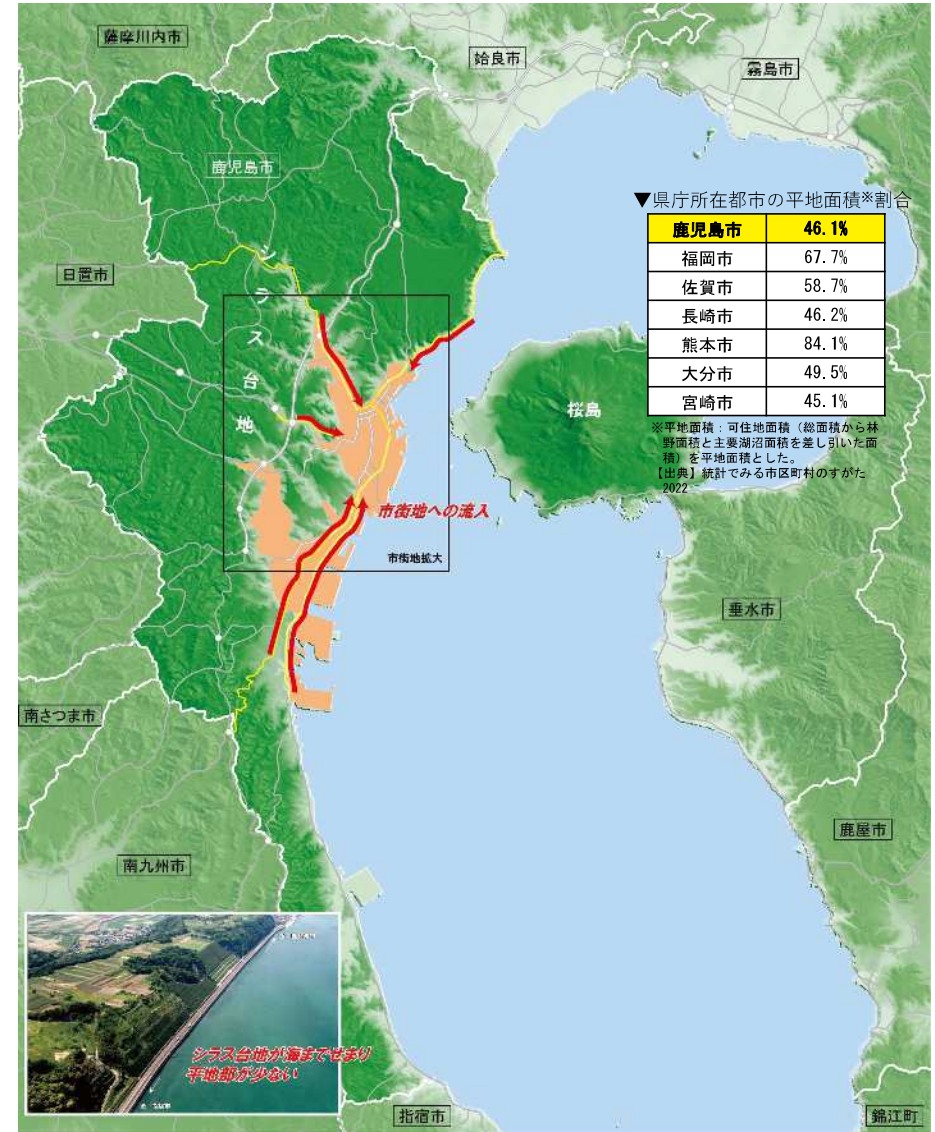 薩摩川内市
姶良市
霧島市
鹿児島市
▼県庁所在都市の平地面積※割合
鹿児島市 46.1%
福岡市 67.7%
佐賀市 58.7%
長崎市 46.2%
熊本市 84.1%
大分市 49.5%
宮崎市 45.1%
※平地面積：可住地面積（総面積から林
野面積と主要湖沼面積を差し引いた面
積）を平地面積とした。
【出典】統計でみる市区町村のすがた
2022
日置市
シラス台地
桜島
市街地への流入
市街地拡大
垂水市
南さつま市
鹿屋市
南九州市
シラス台地が海までせまり
平地部が少ない
指宿市
錦江町